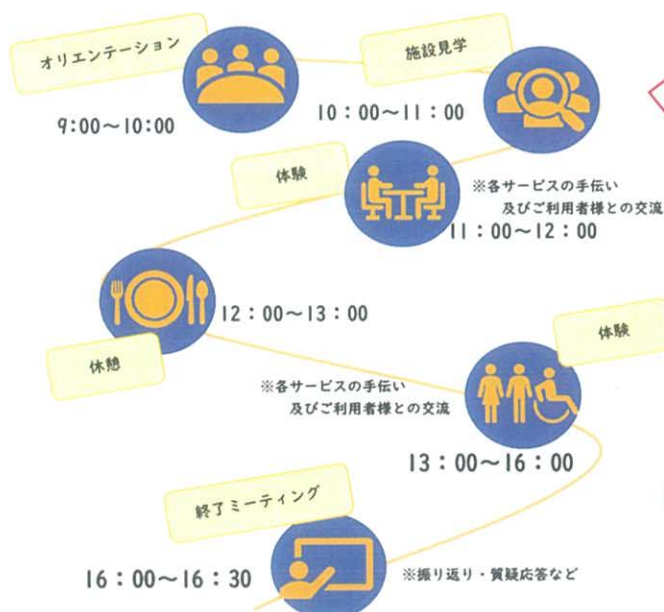 オリエンテーション
9:00～10:00
施設見学
10：00～11：00
体験
※各サービスの手伝い
及びご利用者様との交流
11：00～12：00
12：00～13：00
休憩
体験
※各サービスの手伝い
及びご利用者様との交流
13：00～16：00
終了ミーティング
16：00～16：30
※振り返り・質疑応答など